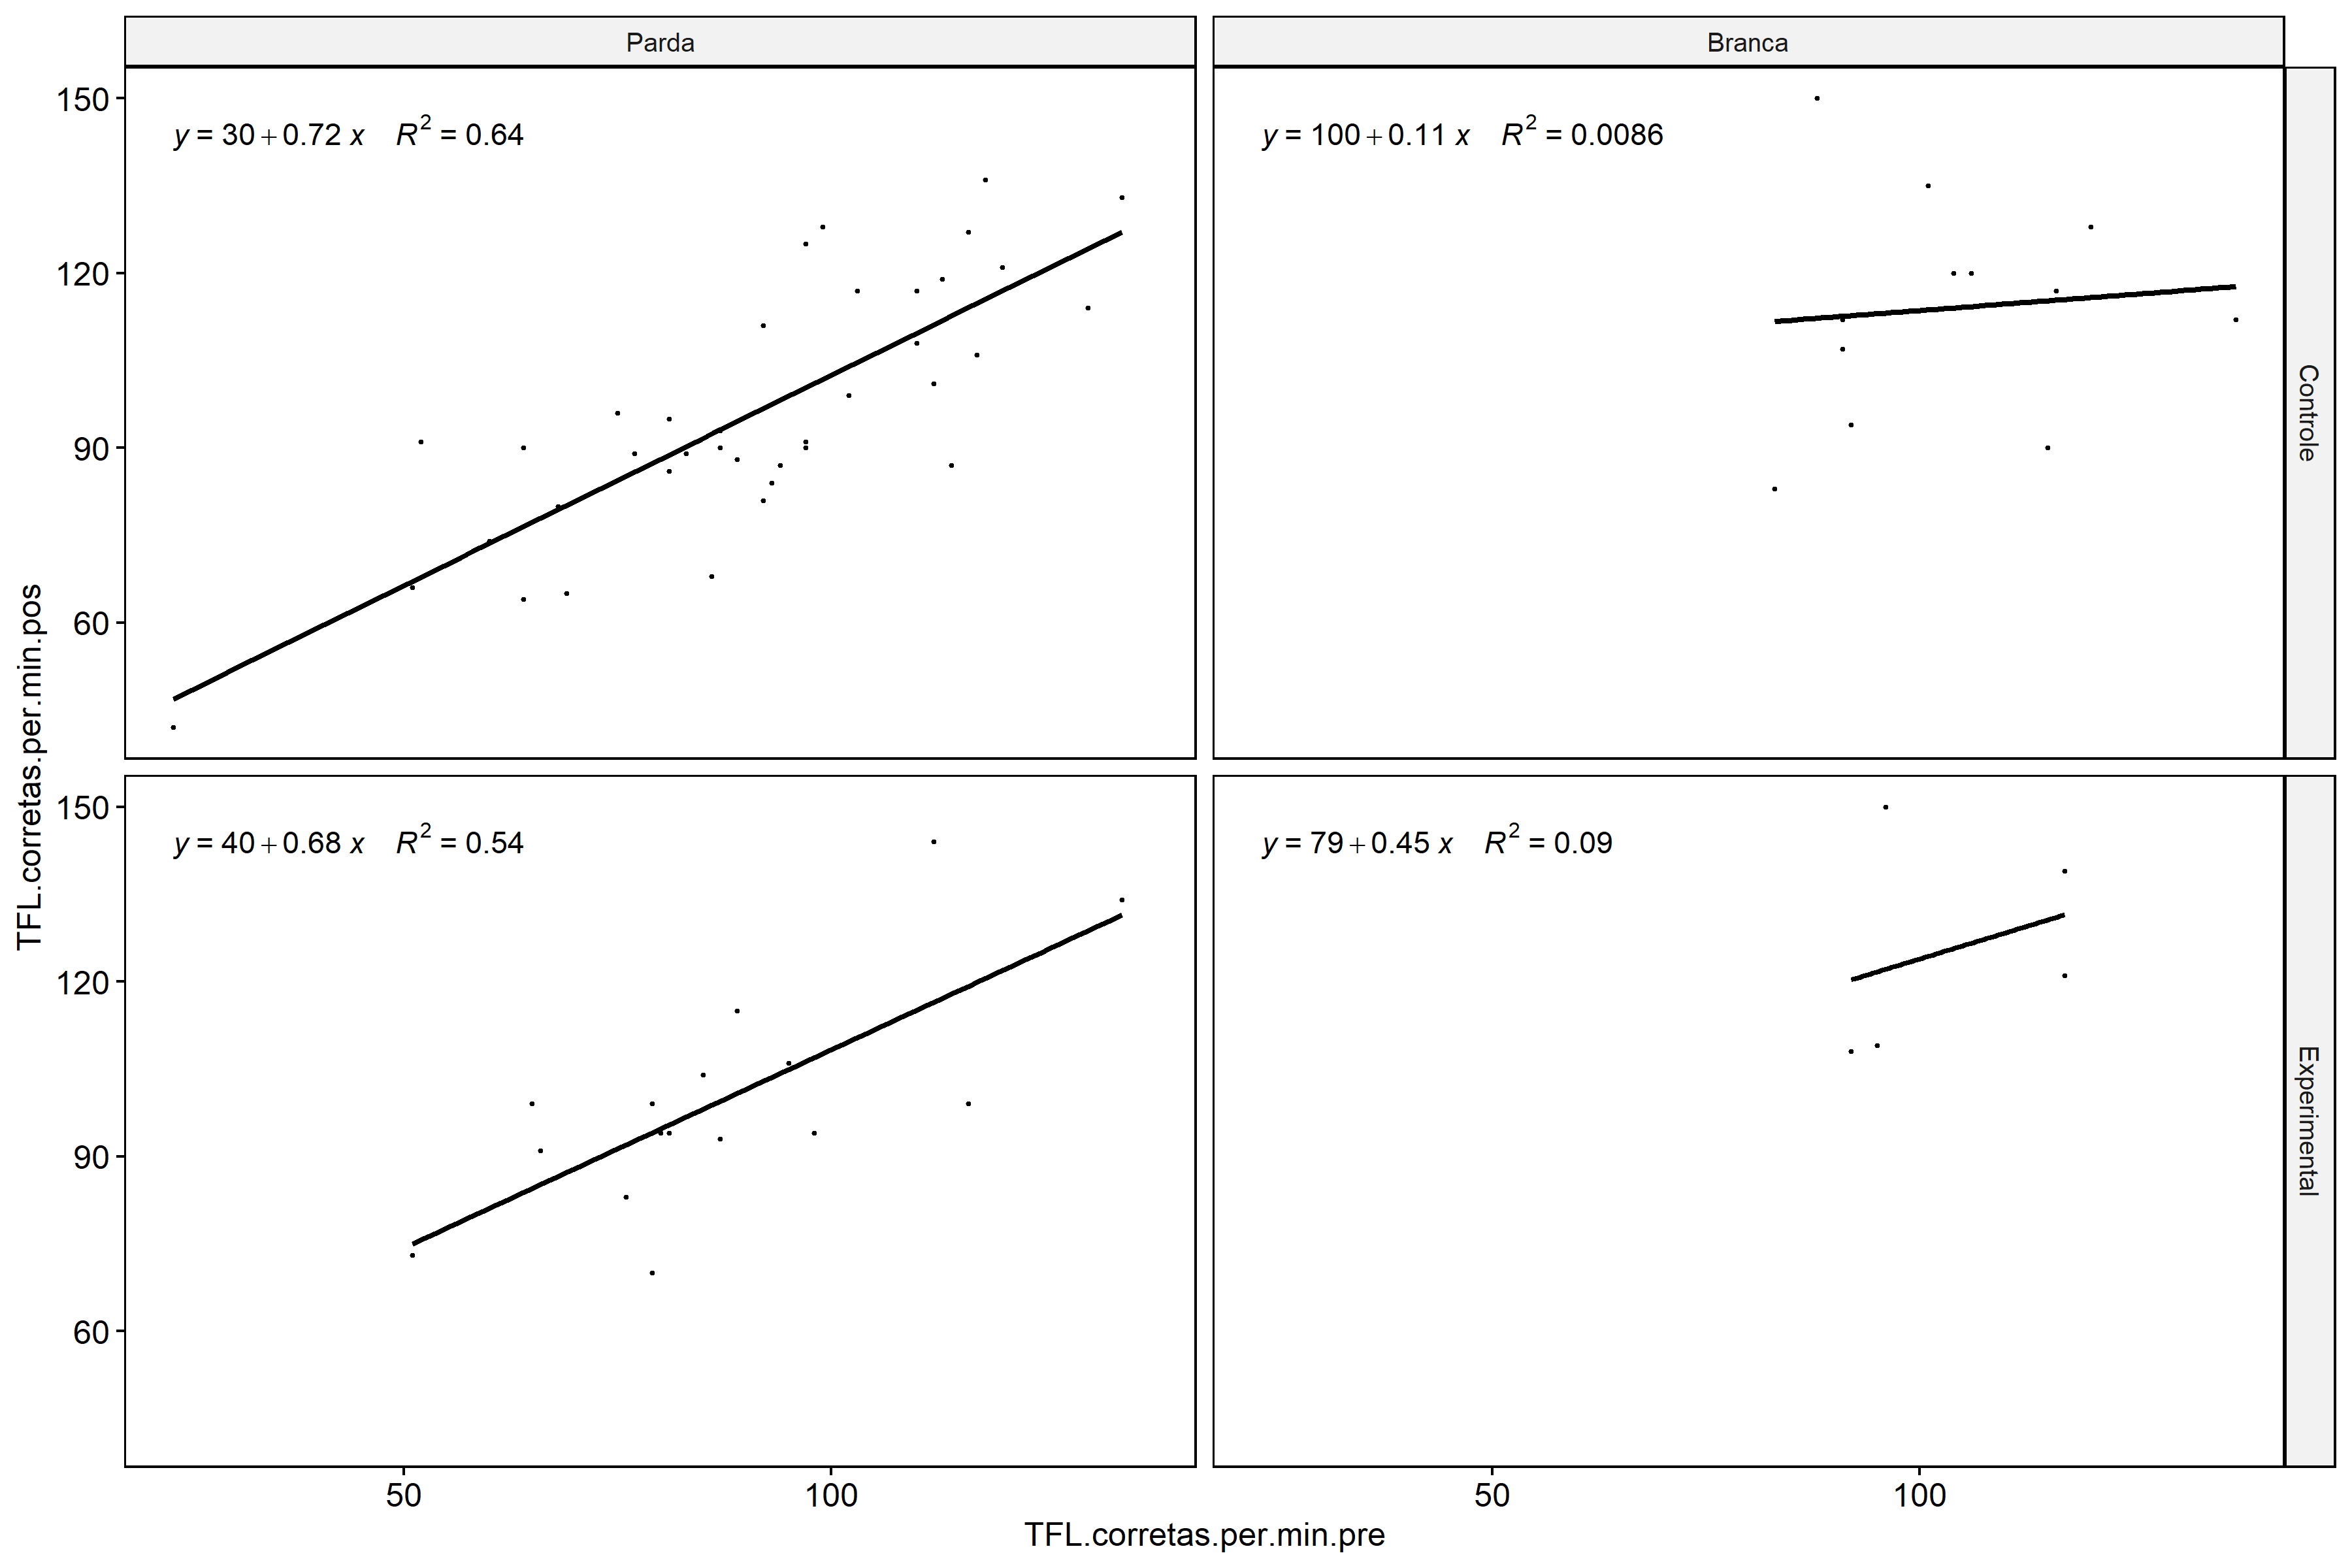 Parda
Branca
150
120
90
60
y = 30 + 0.72 x R² = 0.64
y = 100 + 0.11 x R² = 0.0086
Controle
TFL.corretas.per.min.pos
150
120
90
60
y = 40 + 0.68 x R² = 0.54
y = 79 + 0.45 x R² = 0.09
Experimental
50
100
50
100
TFL.corretas.per.min.pre